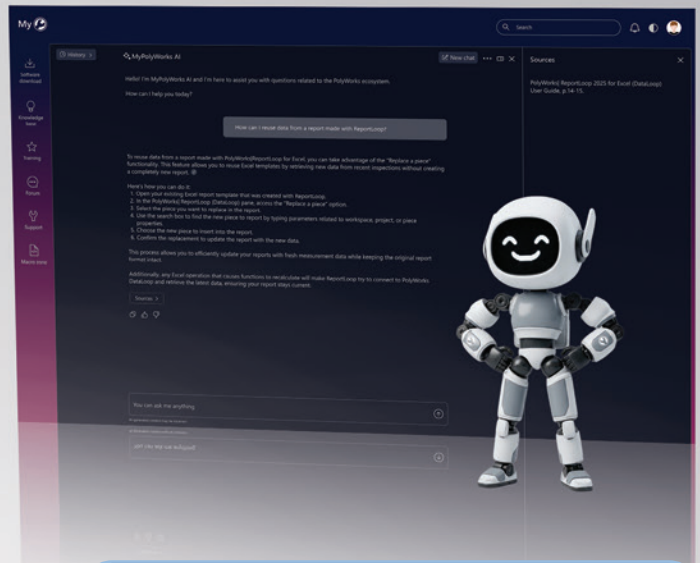 My
Search
Software
download
Knowledge
base
Training
Forum
Support
Macro zone
History >
MyPolyWorks AI
New chat
Hello! I'm MyPolyWorks AI and I'm here to assist you with questions related to the PolyWorks ecosystem.
How can I help you today?
How can I reuse data from a report made with ReportLoop?
To reuse data from a report made with PolyWorks|ReportLoop for Excel, you can take advantage of the "Replace a piece"
functionality. This feature allows you to reuse Excel templates by retrieving new data from recent inspections without creating
a completely new report.
Here's how you can do it:
1. Open your existing Excel report template that was created with ReportLoop.
2. In the PolyWorks|ReportLoop (DataLoop) pane, access the "Replace a piece" option.
3. Select the piece you want to replace in the report.
4. Use the search box to find the new piece to report by typing parameters related to workspace, project, or piece
properties.
5. Choose the new piece to insert into the report.
6. Confirm the replacement to update the report with the new data.
This process allows you to efficiently update your reports with fresh measurement data while keeping the original report
format intact.
Additionally, any Excel operation that causes functions to recalculate will make ReportLoop try to connect to PolyWorks
DataLoop and retrieve the latest data, ensuring your report stays current.
Sources >
You can ask me anything
Sources
PolyWorks|ReportLoop 2025 for Excel (DataLoop)
User Guide, p.14-15.